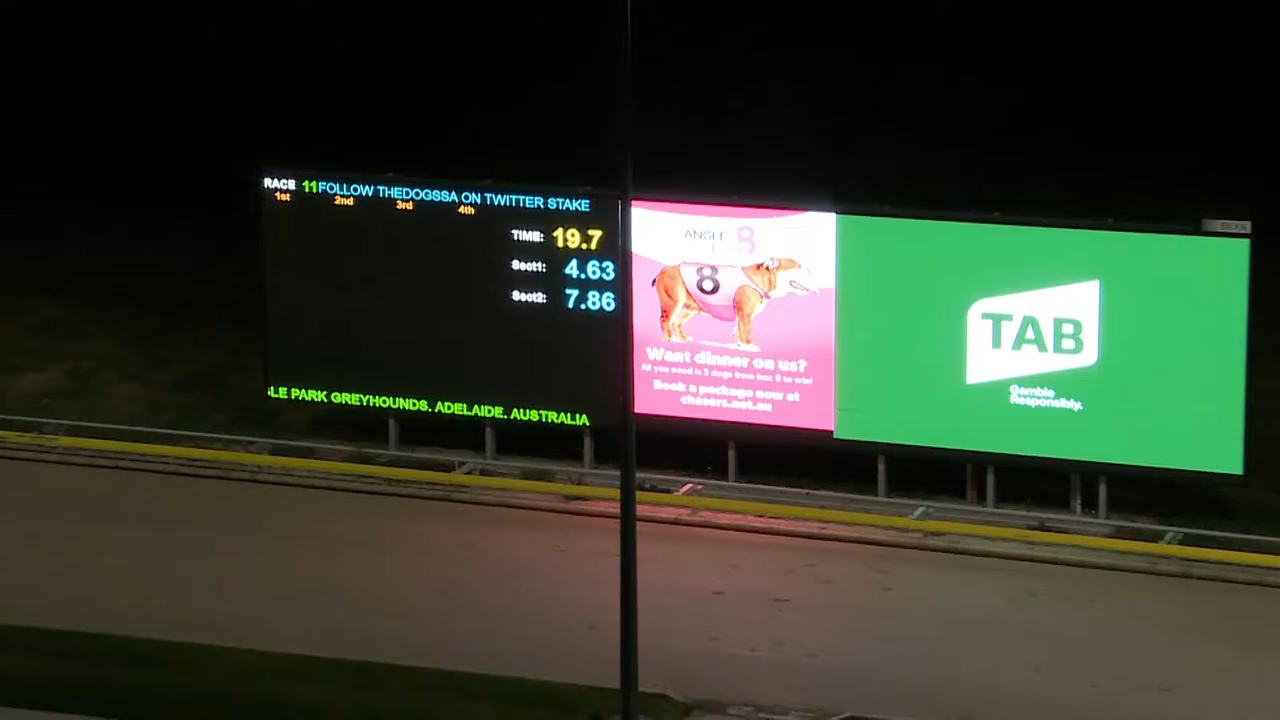 RACE 11 FOLLOW THEDOGSSA ON TWITTER STAKE
1st 2nd 3rd 4th
TIME: 19.7
Sect1: 4.63
Sect2: 7.86
LE PARK GREYHOUNDS. ADELAIDE. AUSTRALIA
ANGLE 8
8
Want dinner on us?
All you need is 3 dogs from box 8 to win!
Book a package now at
chasers.net.au
TAB
Gamble
Responsibly.